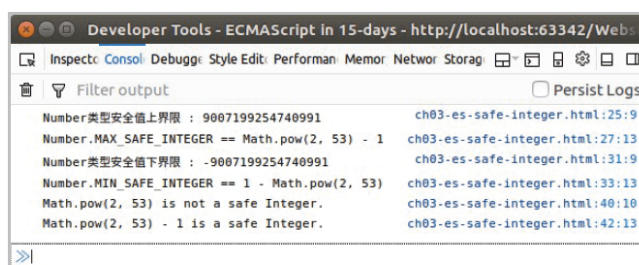 Developer Tools - ECMAScript in 15-days - http://localhost:63342/Webs
Inspecto Consol Debugge Style Edit Performan Memor Networ Storag
Filter output Persist Logs
Number类型安全值上界限 : 9007199254740991 ch03-es-safe-integer.html:25:9
Number.MAX_SAFE_INTEGER == Math.pow(2, 53) - 1 ch03-es-safe-integer.html:27:13
Number类型安全值下界限 : -9007199254740991 ch03-es-safe-integer.html:31:9
Number.MIN_SAFE_INTEGER == 1 - Math.pow(2, 53) ch03-es-safe-integer.html:33:13
Math.pow(2, 53) is not a safe Integer. ch03-es-safe-integer.html:40:10
Math.pow(2, 53) - 1 is a safe Integer. ch03-es-safe-integer.html:42:13